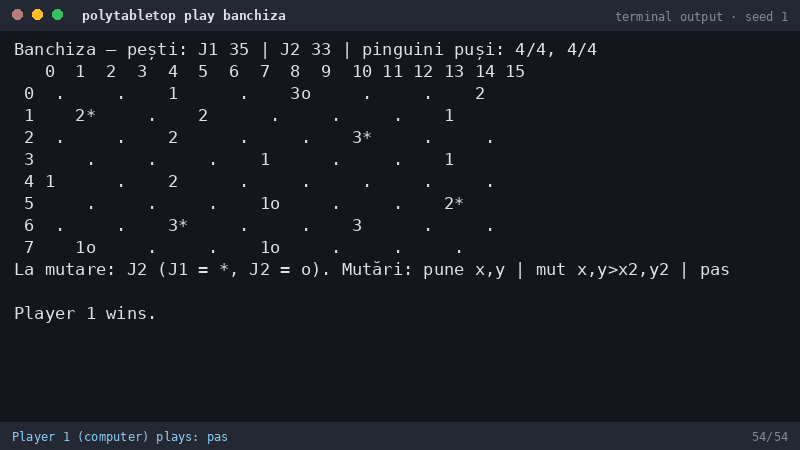 polytabletop play banchiza
terminal output · seed 1
Banchiza — pești: J1 35 | J2 33 | pinguini puși: 4/4, 4/4
   0  1  2  3  4  5  6  7  8  9  10 11 12 13 14 15
 0  .     .    1      .    3o     .     .    2
 1    2*     .    2      .     .     .    1
 2  .     .    2      .     .    3*     .     .
 3     .     .     .    1      .     .    1
 4 1      .    2      .     .     .     .     .
 5     .     .     .    1o     .     .    2*
 6  .     .    3*     .     .    3      .     .
 7    1o     .     .    1o     .     .     .
La mutare: J2 (J1 = *, J2 = o). Mutări: pune x,y | mut x,y>x2,y2 | pas
Player 1 wins.
Player 1 (computer) plays: pas
54/54